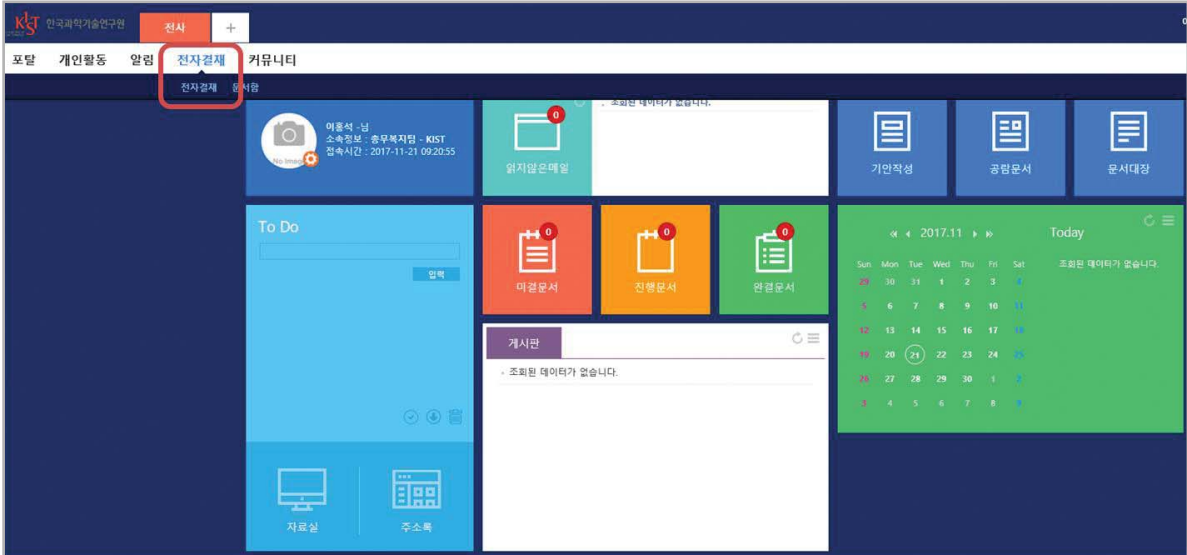 KIST 한국과학기술연구원
전사 +
포탈 개인활동 알림 전자결재 커뮤니티
전자결재 문서함
이홍석 -님
소속정보 : 총무복지팀 - KIST
접속시간 : 2017-11-21 09:20:55
No Image
0
읽지않은메일
조회된 데이터가 없습니다.
기안작성 공람문서 문서대장
To Do
입력
0 0 0
미결문서 진행문서 완결문서
2017.11 Today
Sun Mon Tue Wed Thu Fri Sat 조회된 데이터가 없습니다.
29 30 31 1 2 3 4
5 6 7 8 9 10 11
12 13 14 15 16 17 18
19 20 21 22 23 24 25
26 27 28 29 30 1 2
3 4 5 6 7 8 9
게시판
조회된 데이터가 없습니다.
자료실 주소록